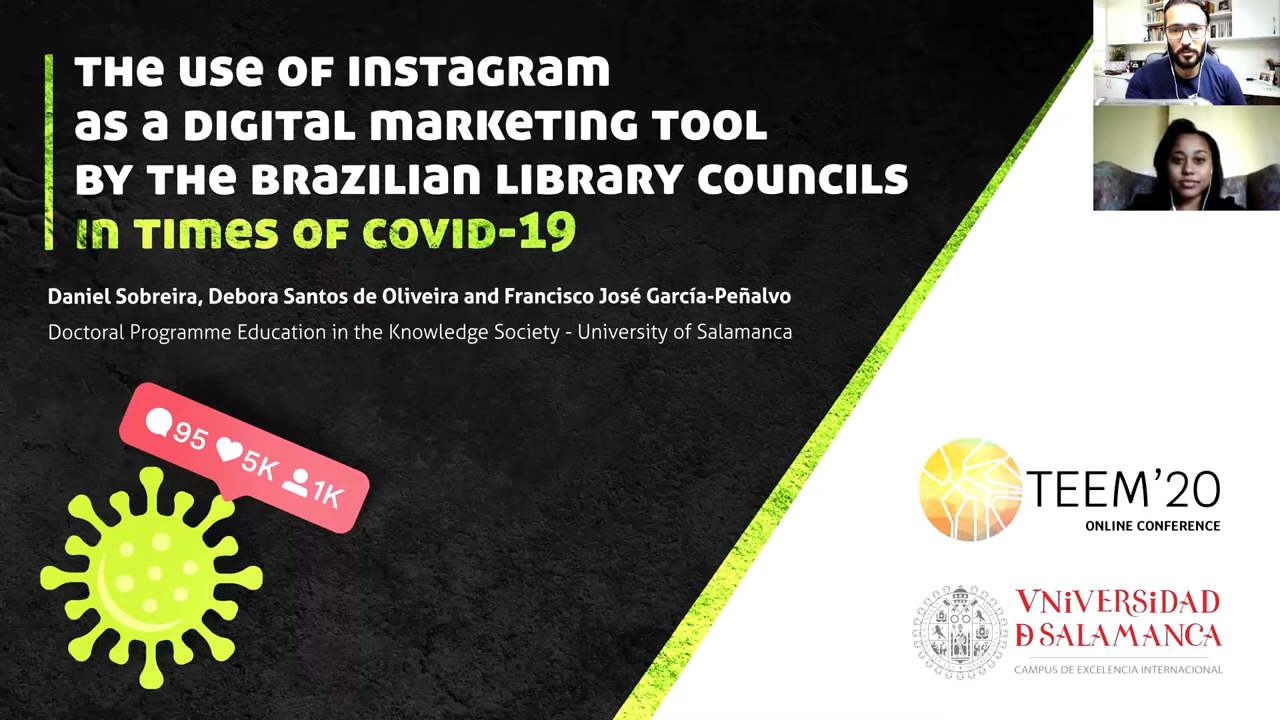 THE USE OF INSTAGRAM
AS A DIGITAL MARKETING TOOL
BY THE BRAZILIAN LIBRARY COUNCILS
IN TIMES OF COVID-19
Daniel Sobreira, Debora Santos de Oliveira and Francisco José García-Peñalvo
Doctoral Programme Education in the Knowledge Society - University of Salamanca
95 5K 1K
TEEM'20
ONLINE CONFERENCE
VNiVERSiDAD
D SALAMANCA
CAMPUS DE EXCELENCIA INTERNACIONAL